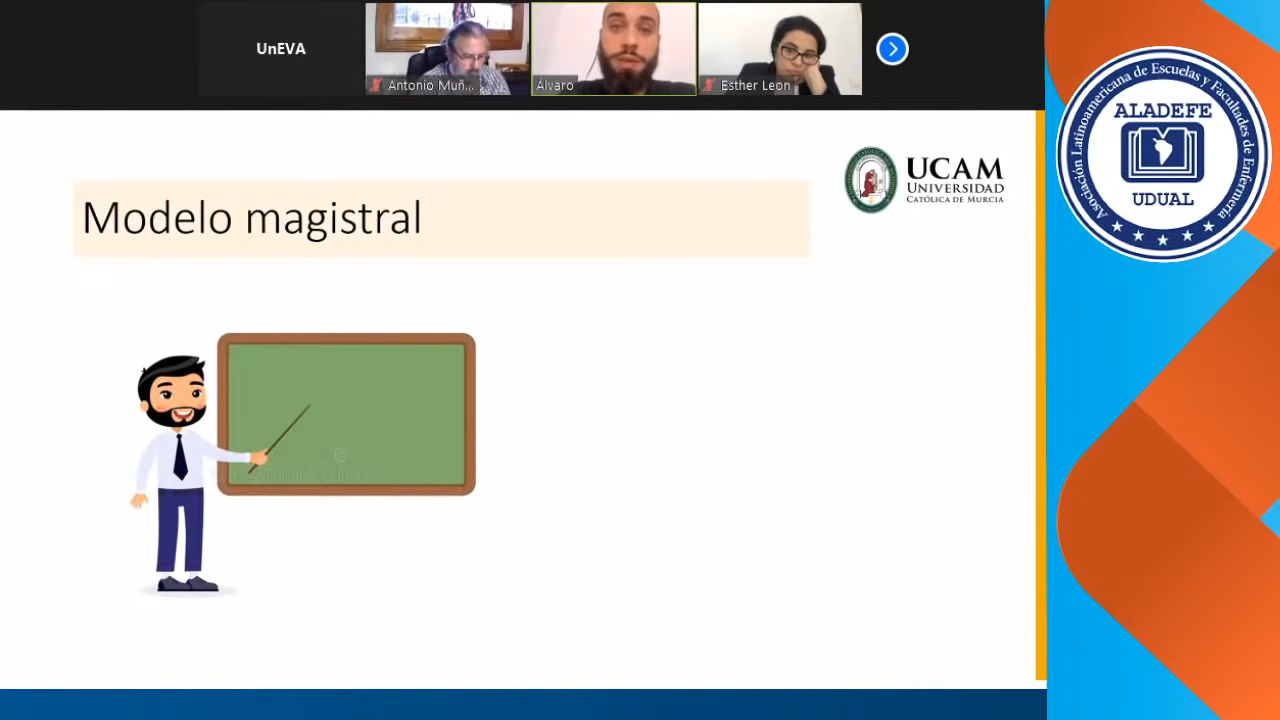 UnEVA
Antonio Muñ...
Álvaro
Esther Leon
Modelo magistral
UCAM
UNIVERSIDAD
CATÓLICA DE MURCIA
Asociación Latinoamericana de Escuelas y Facultades de Enfermería
ALADEFE
UDUAL